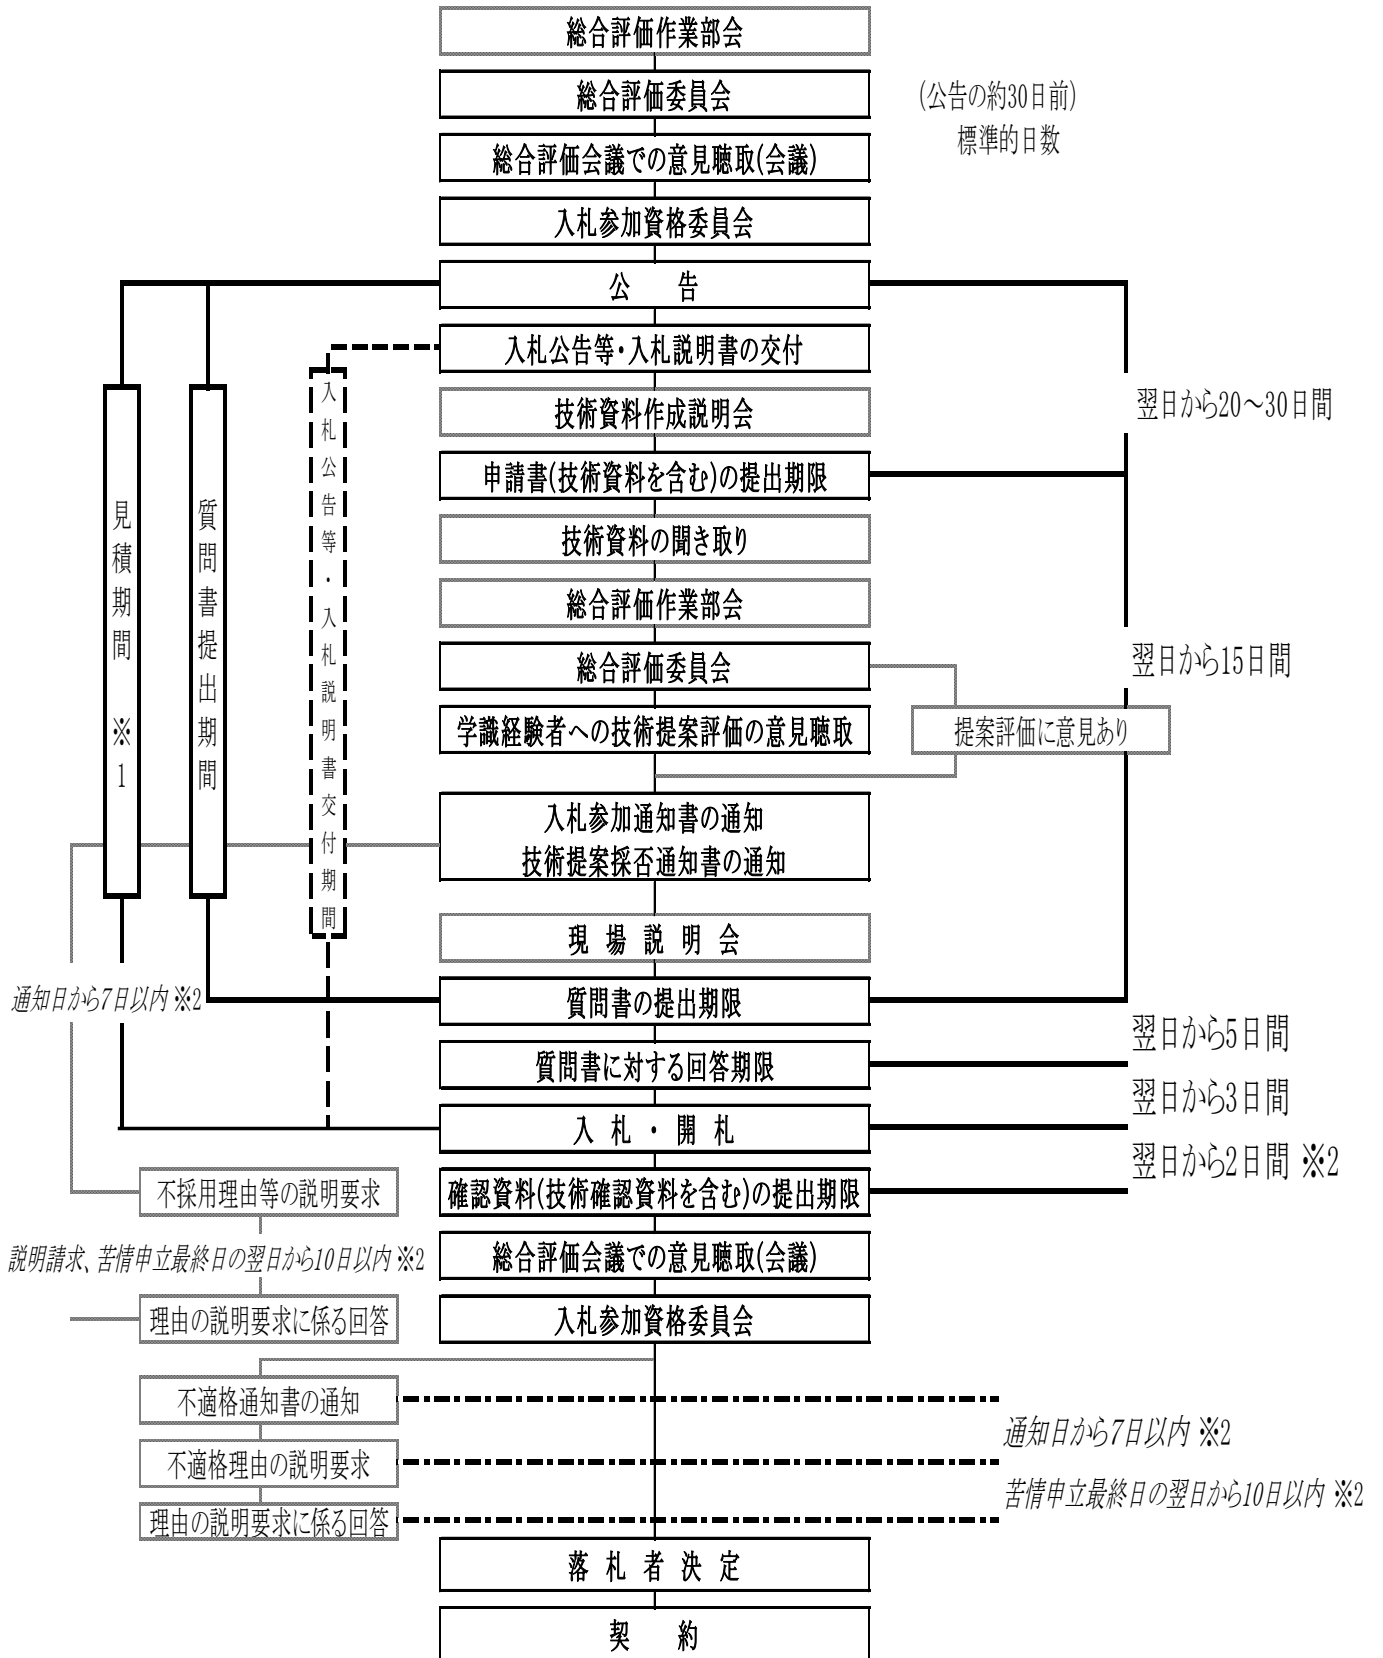 総合評価作業部会
総合評価委員会
(公告の約30日前)
標準的日数
総合評価会議での意見聴取(会議)
入札参加資格委員会
公 告
入札公告等・入札説明書の交付
技術資料作成説明会
翌日から20～30日間
申請書(技術資料を含む)の提出期限
技術資料の聞き取り
総合評価作業部会
総合評価委員会
翌日から15日間
学識経験者への技術提案評価の意見聴取
提案評価に意見あり
見積期間 ※1
質問書提出期間
入札公告等・入札説明書交付期間
入札参加通知書の通知
技術提案採否通知書の通知
現場説明会
通知日から7日以内 ※2
質問書の提出期限
翌日から5日間
質問書に対する回答期限
翌日から3日間
入札・開札
翌日から2日間 ※2
不採用理由等の説明要求
確認資料(技術確認資料を含む)の提出期限
説明請求、苦情申立最終日の翌日から10日以内 ※2
総合評価会議での意見聴取(会議)
理由の説明要求に係る回答
入札参加資格委員会
不適格通知書の通知
通知日から7日以内 ※2
不適格理由の説明要求
苦情申立最終日の翌日から10日以内 ※2
理由の説明要求に係る回答
落札者決定
契 約